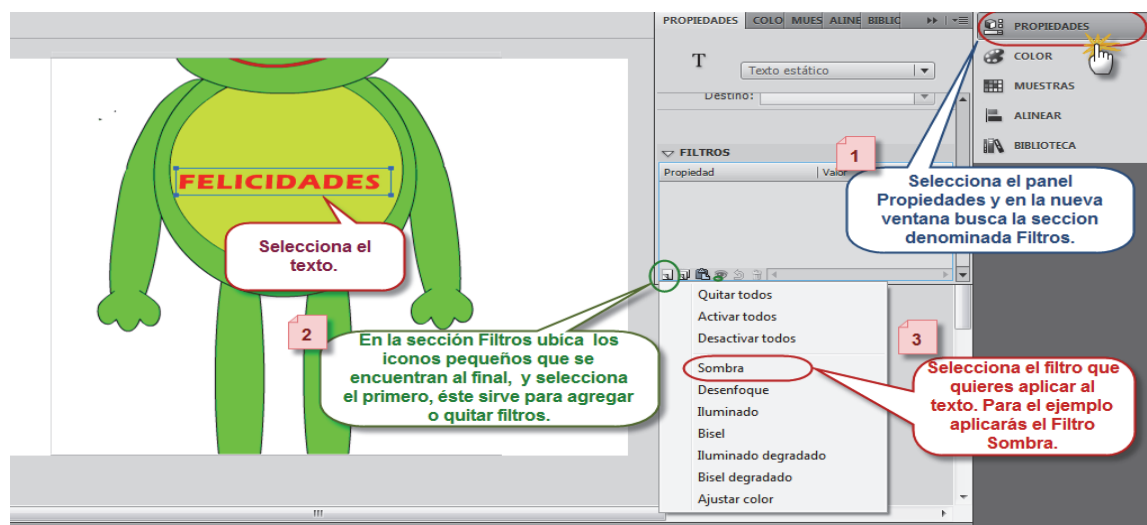 PROPIEDADES COLO MUES ALINE BIBLIC
T
Texto estático
Destino:
FILTROS
Propiedad Valor
PROPIEDADES
COLOR
MUESTRAS
ALINEAR
BIBLIOTECA
1
Selecciona el panel
Propiedades y en la nueva
ventana busca la seccion
denominada Filtros.
FELICIDADES
Selecciona el
texto.
2
En la sección Filtros ubica los
iconos pequeños que se
encuentran al final, y selecciona
el primero, éste sirve para agregar
o quitar filtros.
Quitar todos
Activar todos
Desactivar todos
Sombra
Desenfoque
Iluminado
Bisel
Iluminado degradado
Bisel degradado
Ajustar color
3
Selecciona el filtro que
quieres aplicar al
texto. Para el ejemplo
aplicarás el Filtro
Sombra.